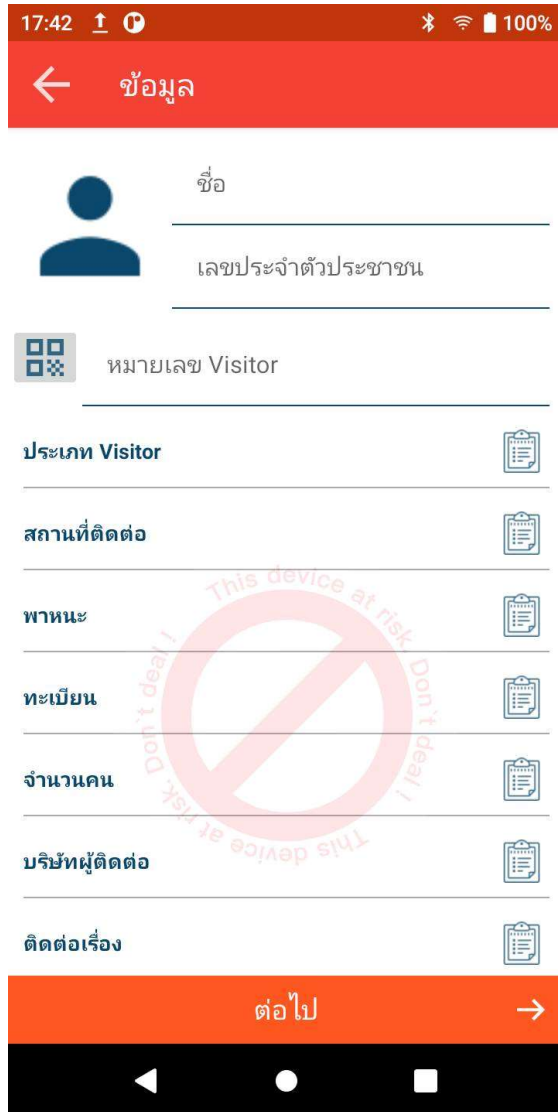 17:42
100%
ข้อมูล
ชื่อ
เลขประจำตัวประชาชน
หมายเลข Visitor
ประเภท Visitor
สถานที่ติดต่อ
พาหนะ
ทะเบียน
จำนวนคน
บริษัทผู้ติดต่อ
ติดต่อเรื่อง
This device at risk. Don't deal !
This device at risk. Don't deal !
ต่อไป